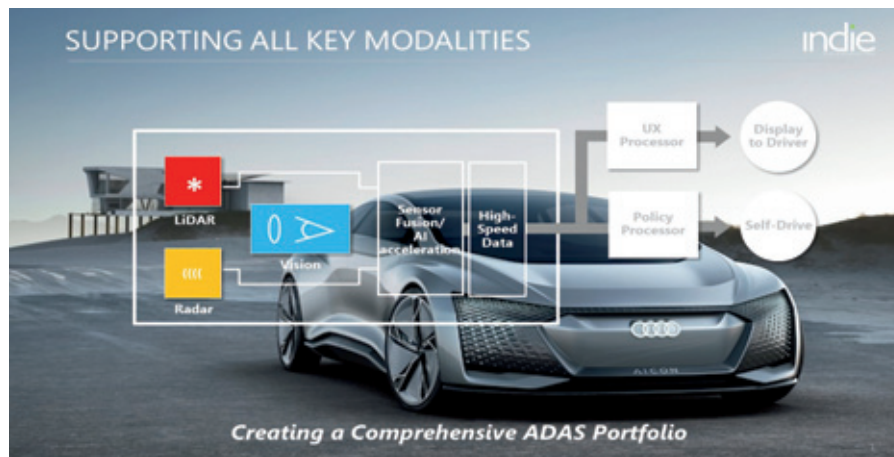 SUPPORTING ALL KEY MODALITIES
indie
LiDAR
Radar
Vision
Sensor
Fusion/
AI
acceleration
High-
Speed
Data
UX
Processor
Display
to Driver
Policy
Processor
Self-Drive
AICON
Creating a Comprehensive ADAS Portfolio